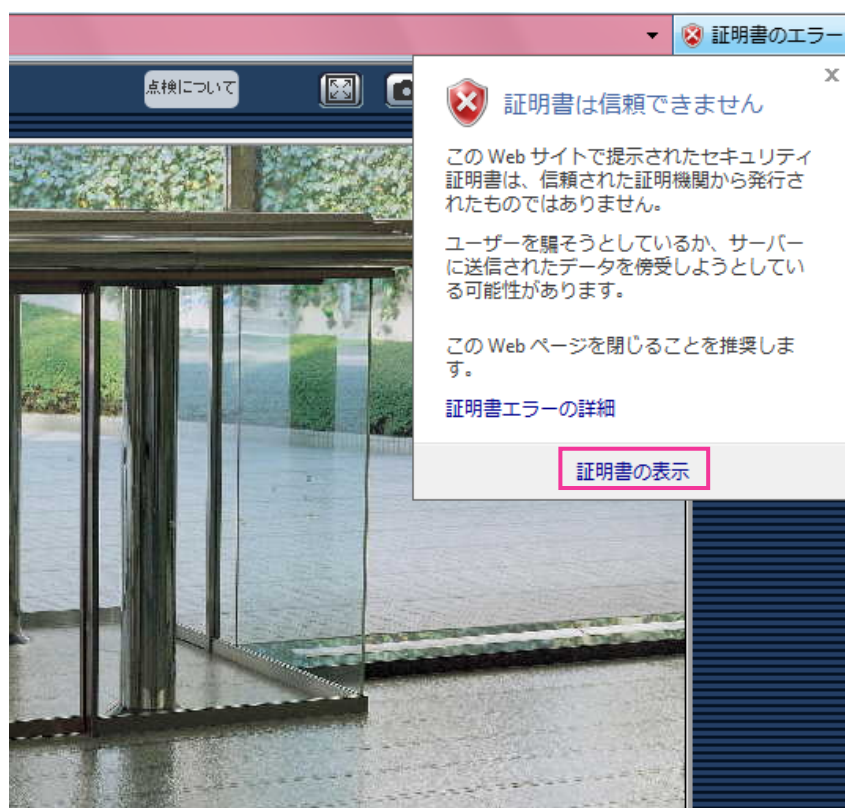 証明書のエラー
点検について
x
証明書は信頼できません
この Web サイトで提示されたセキュリティ
証明書は、信頼された証明機関から発行さ
れたものではありません。
ユーザーを騙そうとしているか、サーバー
に送信されたデータを傍受しようとしてい
る可能性があります。
この Web ページを閉じることを推奨しま
す。
証明書エラーの詳細
証明書の表示